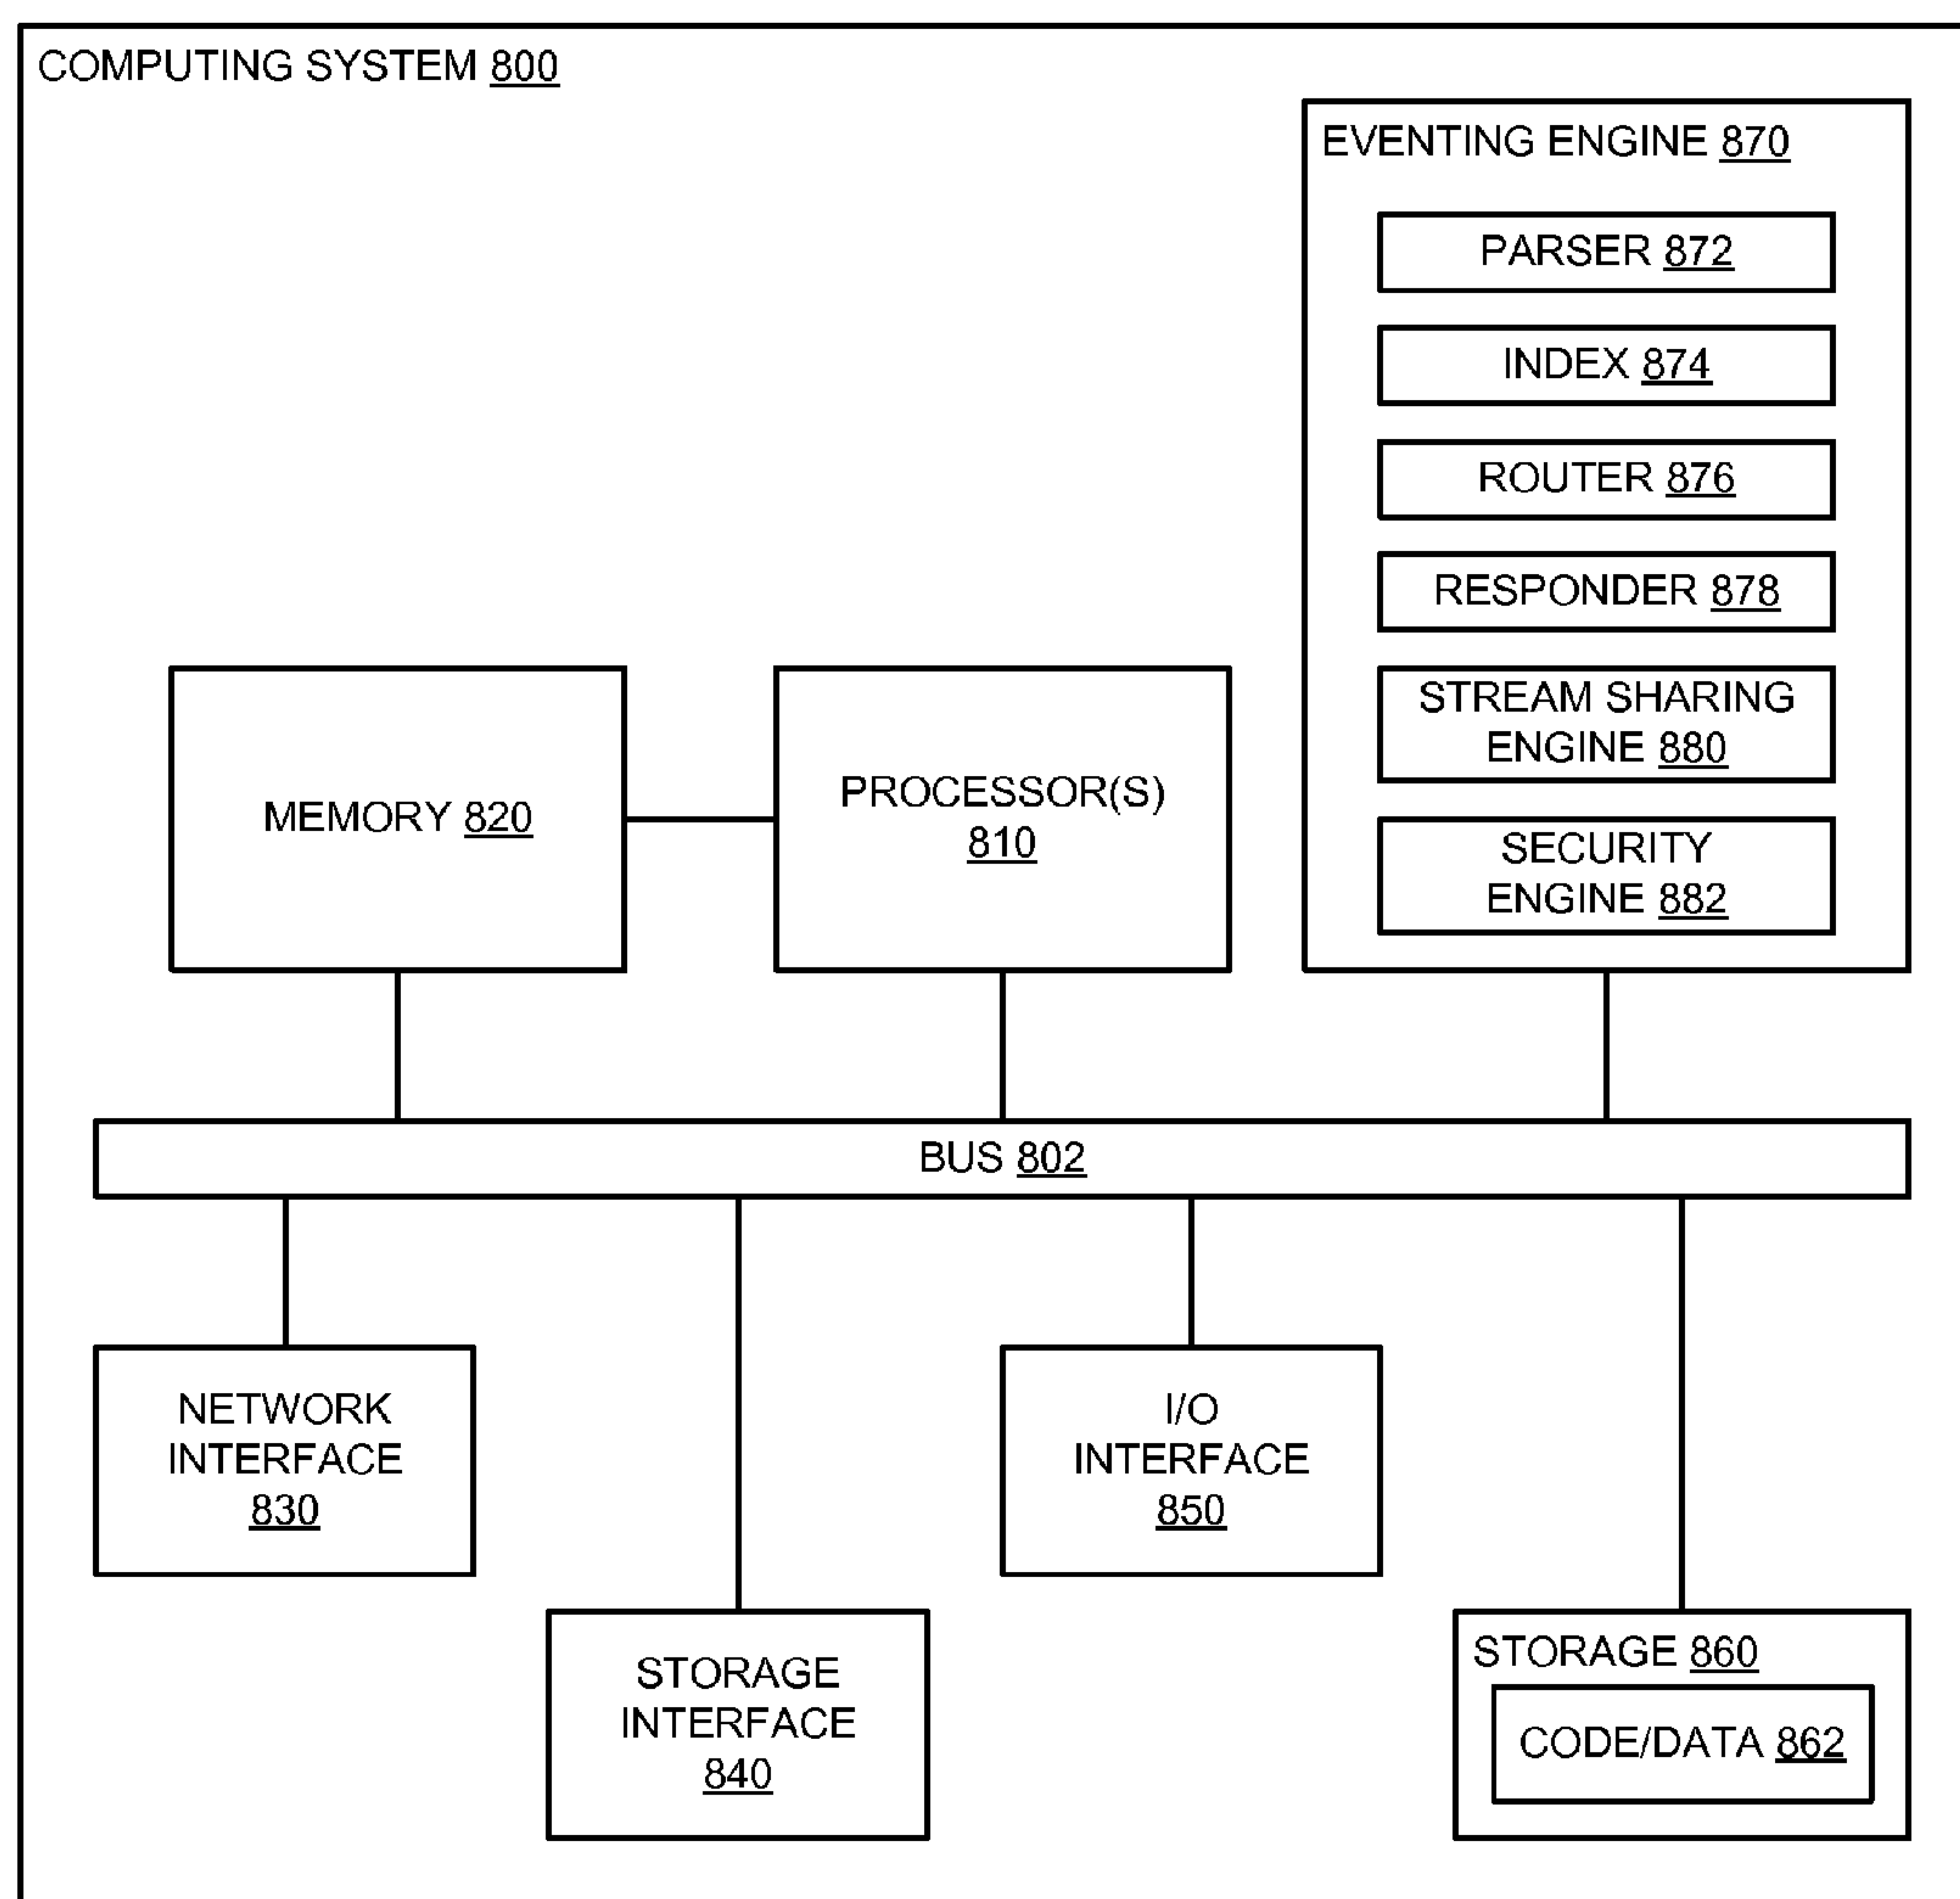 COMPUTING SYSTEM 800
EVENTING ENGINE 870
PARSER 872
INDEX 874
ROUTER 876
RESPONDER 878
STREAM SHARING
ENGINE 880
SECURITY
ENGINE 882
MEMORY 820
PROCESSOR(S)
810
BUS 802
NETWORK
INTERFACE
830
I/O
INTERFACE
850
STORAGE
INTERFACE
840
STORAGE 860
CODE/DATA 862